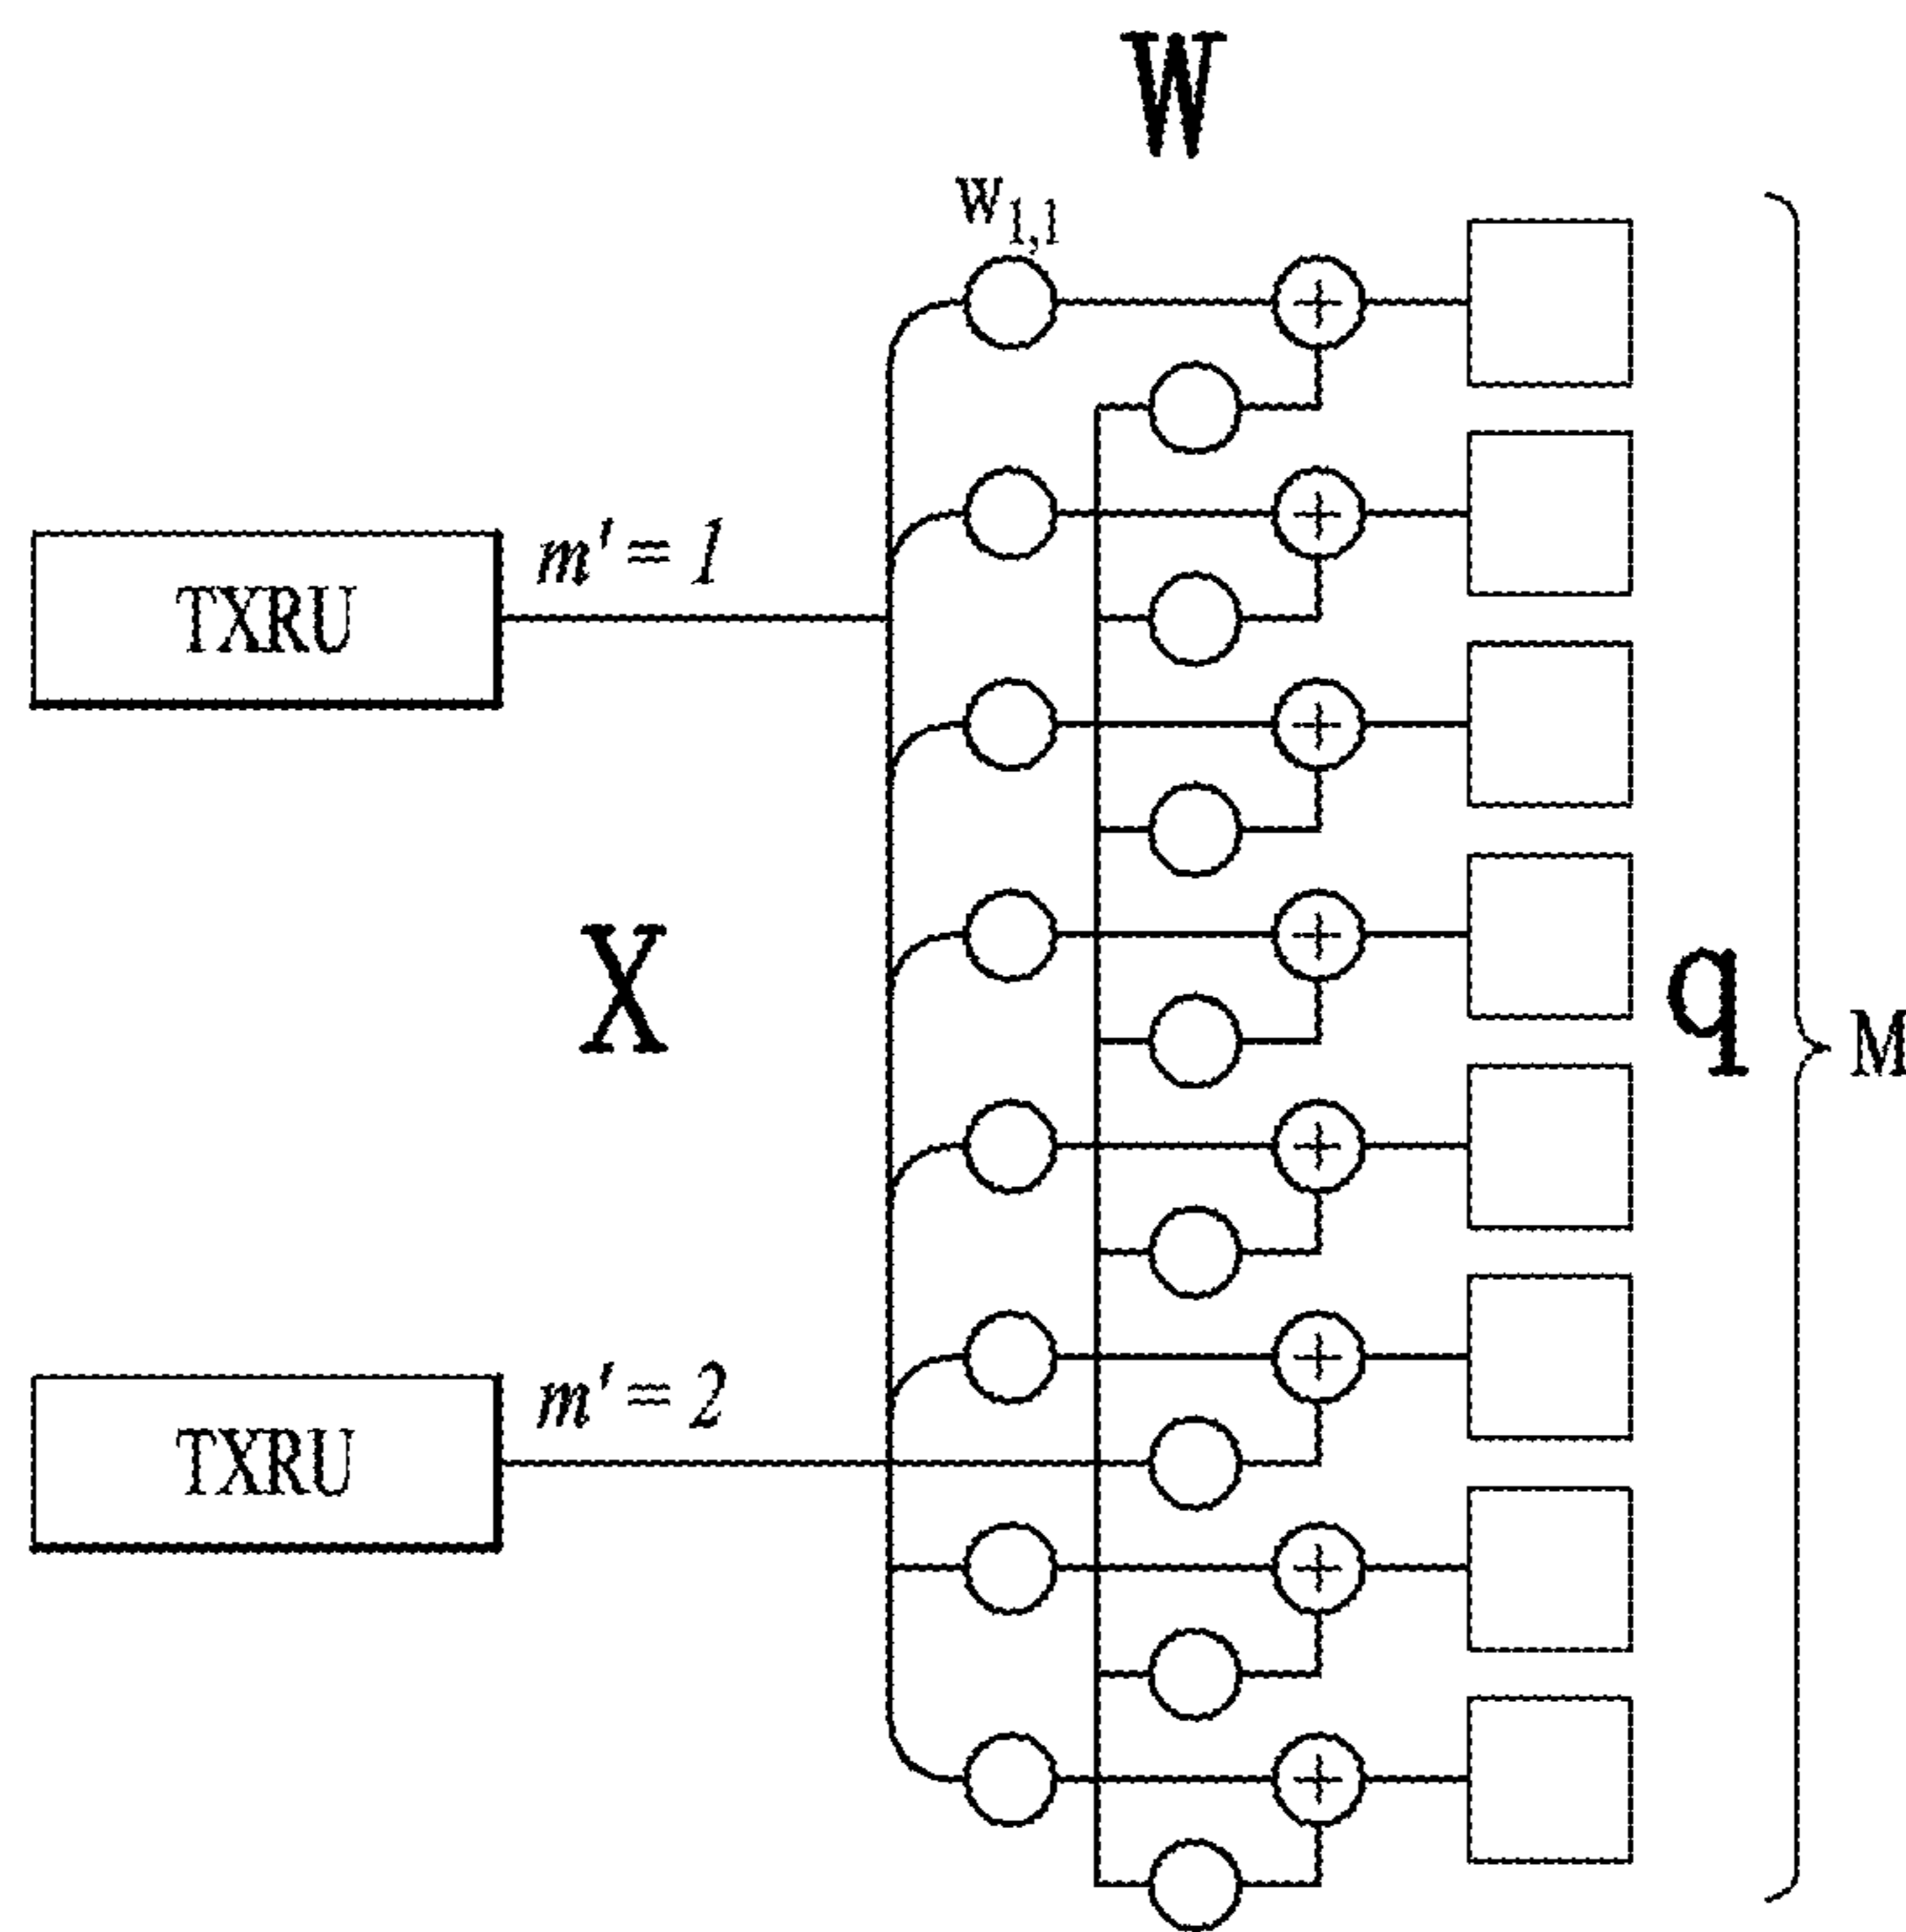 W
w1,1
m' = 1
TXRU
X
q
M
m' = 2
TXRU